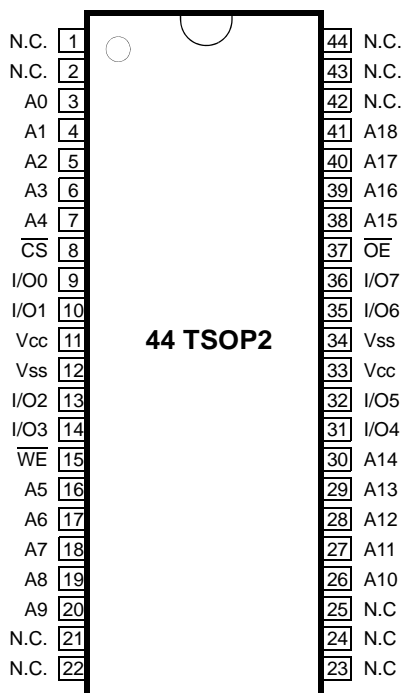 N.C. 1 44 N.C.
N.C. 2 43 N.C.
A0 3 42 N.C.
A1 4 41 A18
A2 5 40 A17
A3 6 39 A16
A4 7 38 A15
CS 8 37 OE
I/O0 9 36 I/O7
I/O1 10 35 I/O6
Vcc 11 44 TSOP2 34 Vss
Vss 12 33 Vcc
I/O2 13 32 I/O5
I/O3 14 31 I/O4
WE 15 30 A14
A5 16 29 A13
A6 17 28 A12
A7 18 27 A11
A8 19 26 A10
A9 20 25 N.C
N.C. 21 24 N.C
N.C. 22 23 N.C